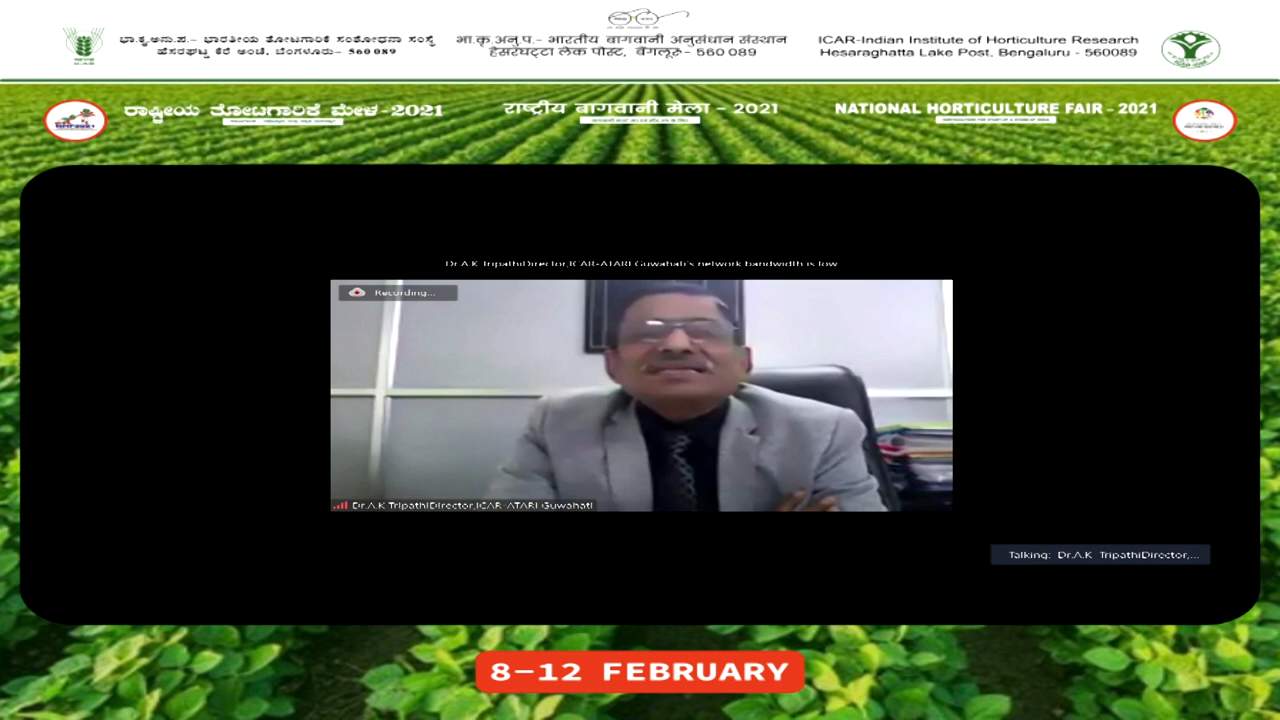 ಭಾ.ಕೃ.ಅನು.ಪ.– ಭಾರತೀಯ ತೋಟಗಾರಿಕೆ ಸಂಶೋಧನಾ ಸಂಸ್ಥೆ
ಹೆಸರಘಟ್ಟ ಕೆರೆ ಅಂಚೆ, ಬೆಂಗಳೂರು– 560089
भा.कृ.अनु.प.- भारतीय बागवानी अनुसंधान संस्थान
हेसरघट्टा लेक पोस्ट, बेंगलूरू - 560 089
ICAR-Indian Institute of Horticulture Research
Hesaraghatta Lake Post, Bengaluru - 560089
ರಾಷ್ಟ್ರೀಯ ತೋಟಗಾರಿಕೆ ಮೇಳ -2021
राष्ट्रीय बागवानी मेला - 2021
NATIONAL HORTICULTURE FAIR - 2021
Dr.A.K TripathiDirector,ICAR-ATARI Guwahati's network bandwidth is low
Recording...
Dr.A.K TripathiDirector,ICAR-ATARI Guwahati
Talking: Dr.A.K TripathiDirector,...
8–12 FEBRUARY